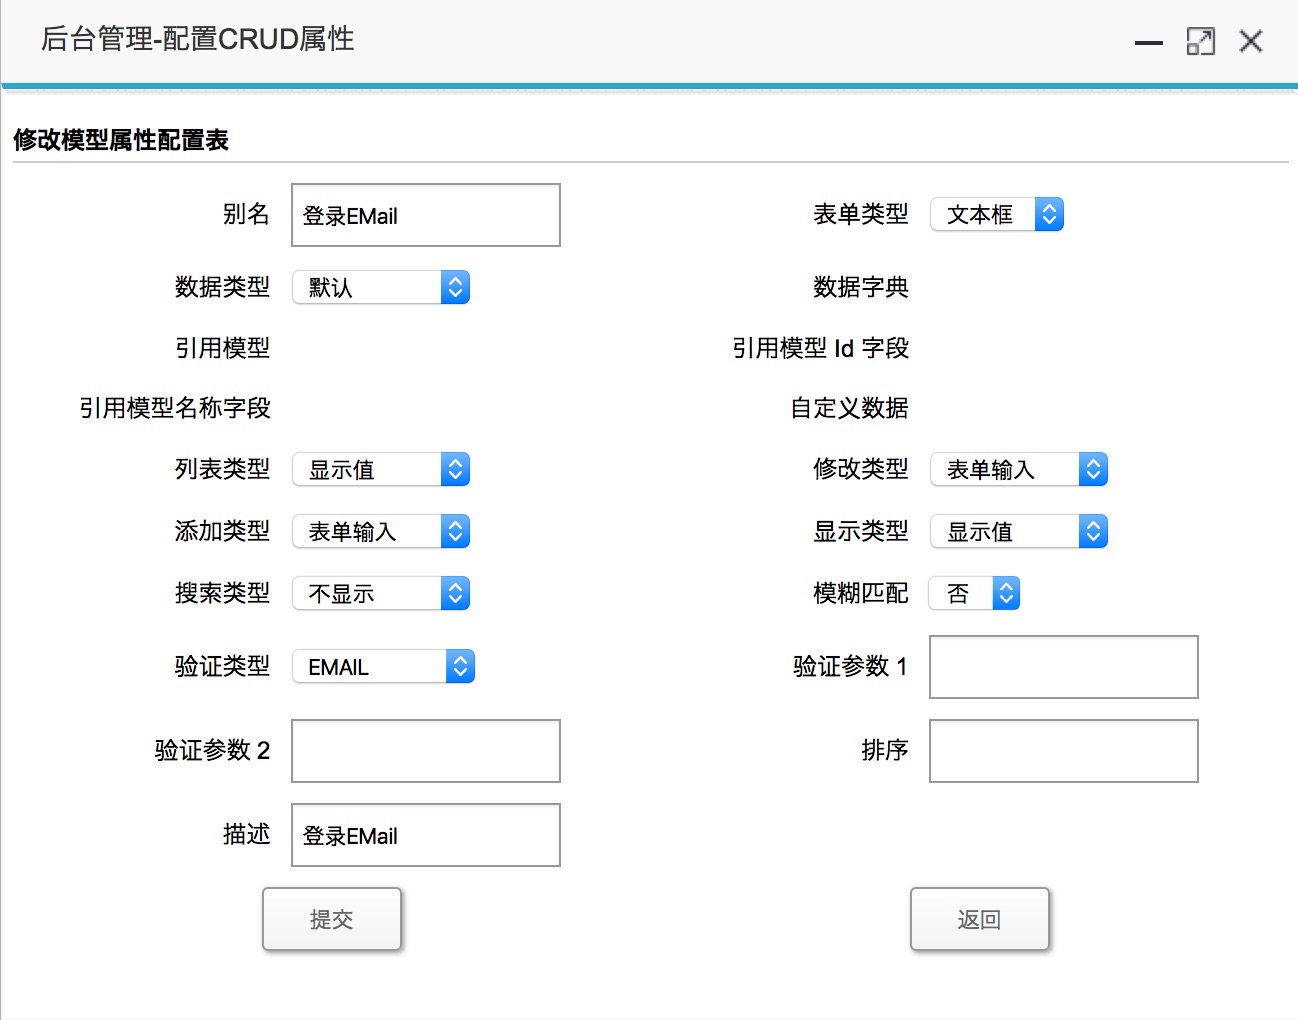 后台管理-配置CRUD属性
修改模型属性配置表
别名 登录EMail 表单类型 文本框
数据类型 默认 数据字典
引用模型 引用模型 Id 字段
引用模型名称字段 自定义数据
列表类型 显示值 修改类型 表单输入
添加类型 表单输入 显示类型 显示值
搜索类型 不显示 模糊匹配 否
验证类型 EMAIL 验证参数 1
验证参数 2 排序
描述 登录EMail
提交 返回